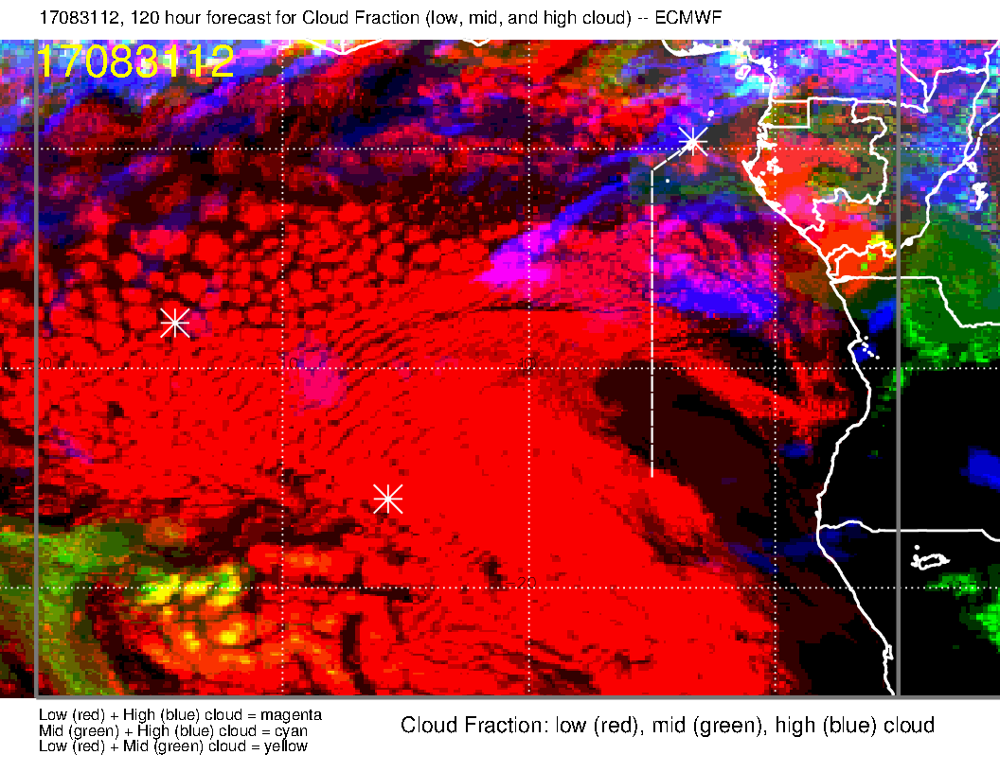 17083112, 120 hour forecast for Cloud Fraction (low, mid, and high cloud) -- ECMWF
17083112
Low (red) + High (blue) cloud = magenta
Mid (green) + High (blue) cloud = cyan
Low (red) + Mid (green) cloud = yellow
Cloud Fraction: low (red), mid (green), high (blue) cloud